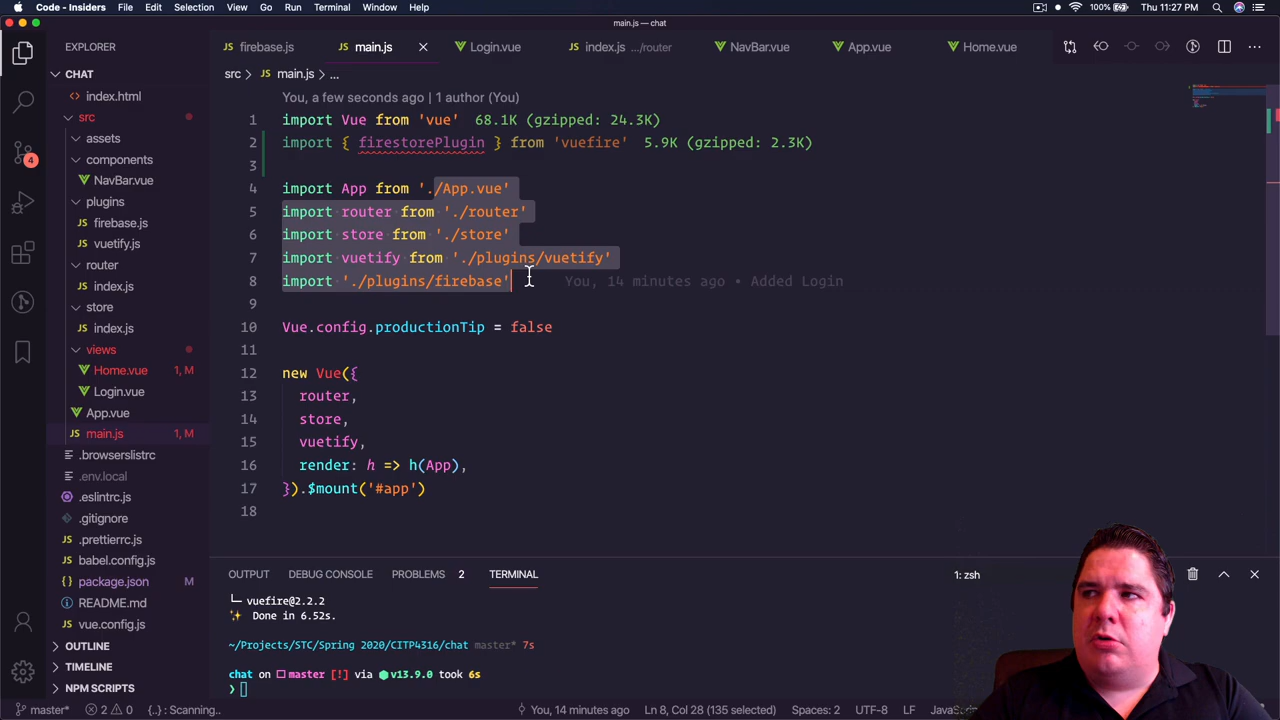 Code - Insiders File Edit Selection View Go Run Terminal Window Help 100% Thu 11:27 PM
main.js — chat
EXPLORER
firebase.js main.js Login.vue index.js .../router NavBar.vue App.vue Home.vue
CHAT
index.html
src
assets
components
NavBar.vue
plugins
firebase.js
vuetify.js
router
index.js
store
index.js
views
Home.vue 1, M
Login.vue
App.vue
main.js 1, M
.browserslistrc
.env.local
.eslintrc.js
.gitignore
.prettierrc.js
babel.config.js
package.json M
README.md
vue.config.js
OUTLINE
TIMELINE
NPM SCRIPTS
4
src > main.js > ...
You, a few seconds ago | 1 author (You)
1 import Vue from 'vue' 68.1K (gzipped: 24.3K)
2 import { firestorePlugin } from 'vuefire' 5.9K (gzipped: 2.3K)
3
4 import App from './App.vue'
5 import router from './router'
6 import store from './store'
7 import vuetify from './plugins/vuetify'
8 import './plugins/firebase' You, 14 minutes ago • Added Login
9
10 Vue.config.productionTip = false
11
12 new Vue({
13 router,
14 store,
15 vuetify,
16 render: h => h(App),
17 }).$mount('#app')
18
OUTPUT DEBUG CONSOLE PROBLEMS 2 TERMINAL 1: zsh
└─ vuefire@2.2.2
✨ Done in 6.52s.
~/Projects/STC/Spring 2020/CITP4316/chat master* 7s
chat on master [!] via v13.9.0 took 6s
❯
master* 2 0 {..} : Scanning.. You, 14 minutes ago Ln 8, Col 28 (135 selected) Spaces: 2 UTF-8 LF